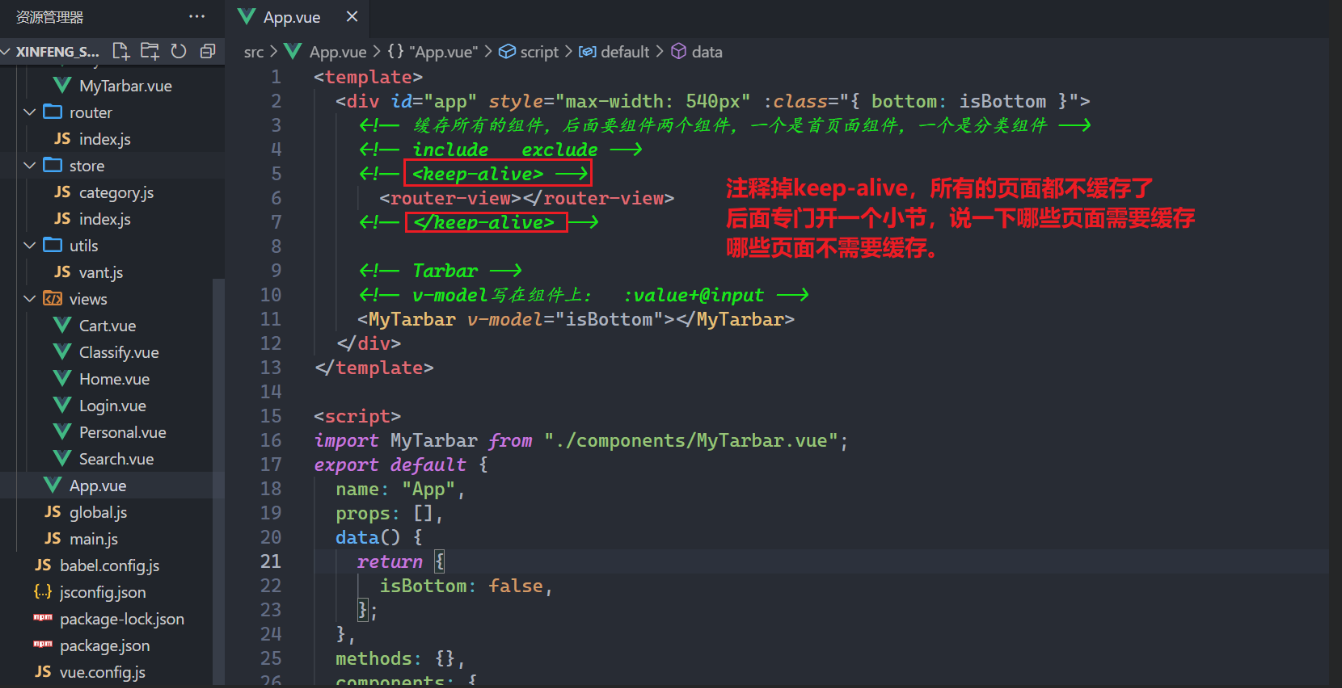 资源管理器
XINFENG_S...
MyTarbar.vue
router
JS index.js
store
JS category.js
JS index.js
utils
JS vant.js
views
Cart.vue
Classify.vue
Home.vue
Login.vue
Personal.vue
Search.vue
App.vue
JS global.js
JS main.js
JS babel.config.js
{..} jsconfig.json
npm package-lock.json
npm package.json
JS vue.config.js
App.vue ×
src > App.vue > {} "App.vue" > script > default > data
1 <template>
2 <div id="app" style="max-width: 540px" :class="{ bottom: isBottom }">
3 <!-- 缓存所有的组件，后面要组件两个组件，一个是首页面组件，一个是分类组件 -->
4 <!-- include exclude -->
5 <!-- <keep-alive> -->
6 <router-view></router-view>
7 <!-- </keep-alive> -->
8
9 <!-- Tarbar -->
10 <!-- v-model写在组件上： :value+@input -->
11 <MyTarbar v-model="isBottom"></MyTarbar>
12 </div>
13 </template>
14
15 <script>
16 import MyTarbar from "./components/MyTarbar.vue";
17 export default {
18 name: "App",
19 props: [],
20 data() {
21 return {
22 isBottom: false,
23 };
24 },
25 methods: {},
26 components: {
注释掉keep-alive，所有的页面都不缓存了
后面专门开一个小节，说一下哪些页面需要缓存
哪些页面不需要缓存。